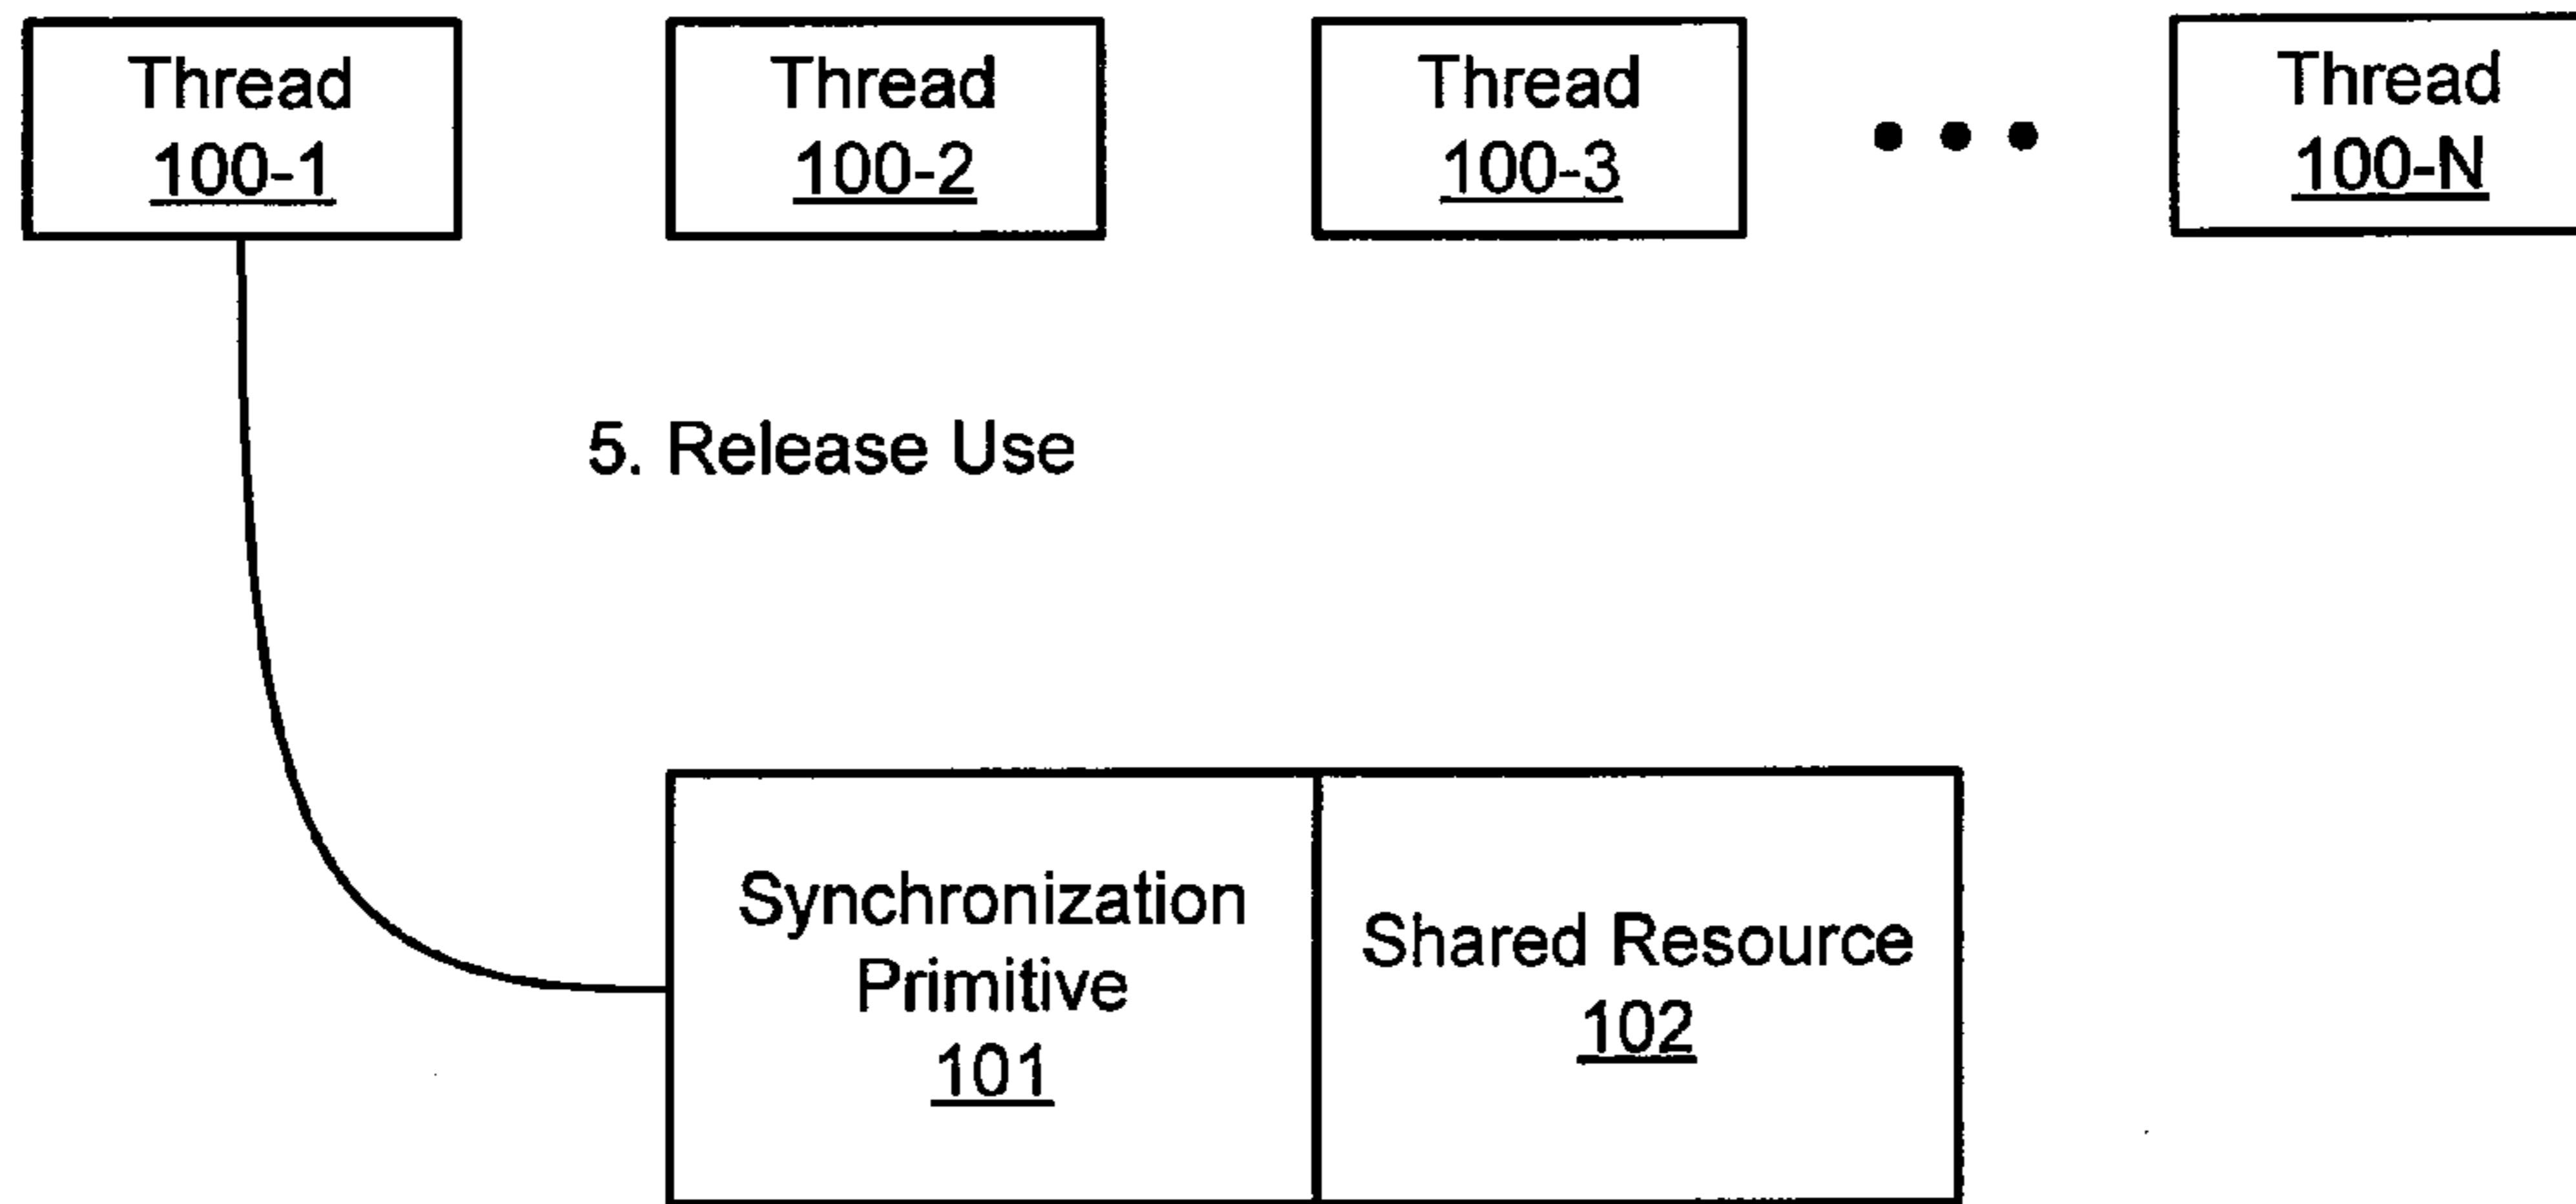 Thread
100-1
Thread
100-2
Thread
100-3
Thread
100-N
5. Release Use
Synchronization
Primitive
101
Shared Resource
102